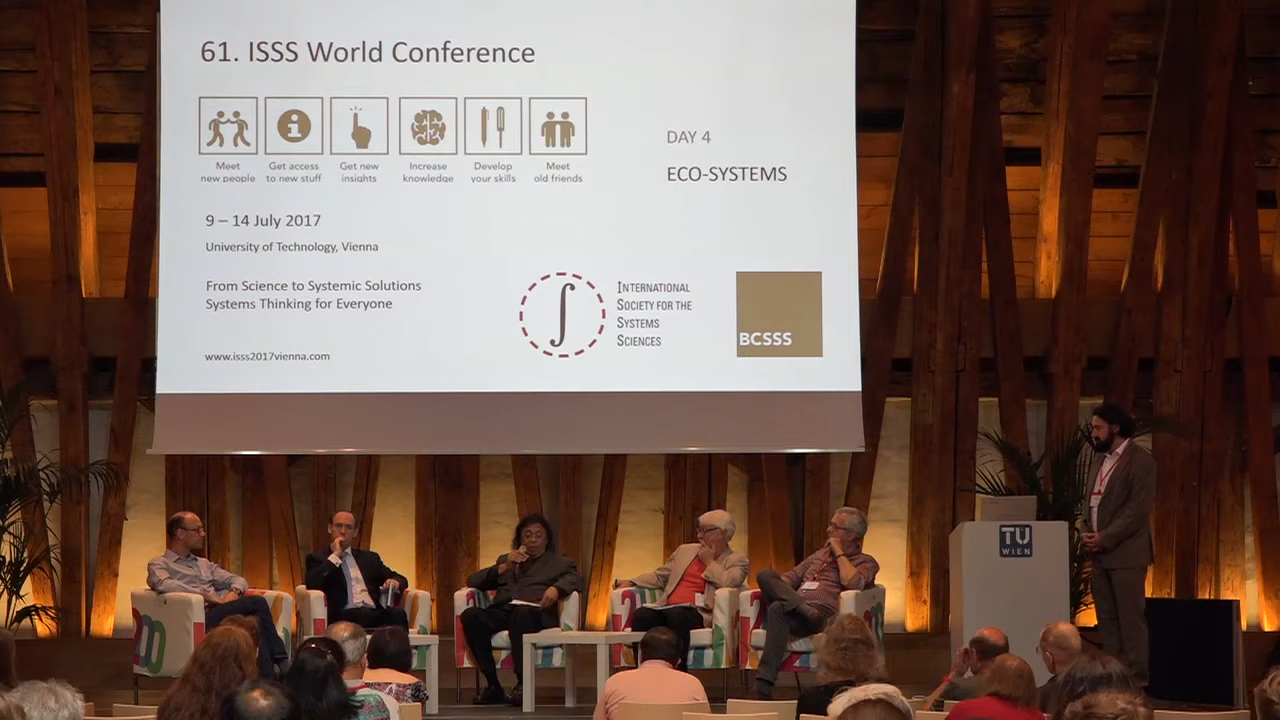 61. ISSS World Conference
Meet
new people
Get access
to new stuff
Get new
insights
Increase
knowledge
Develop
your skills
Meet
old friends
DAY 4
ECO-SYSTEMS
9 – 14 July 2017
University of Technology, Vienna
From Science to Systemic Solutions
Systems Thinking for Everyone
www.isss2017vienna.com
INTERNATIONAL
SOCIETY FOR THE
SYSTEMS
SCIENCES
BCSSS
TU
WIEN